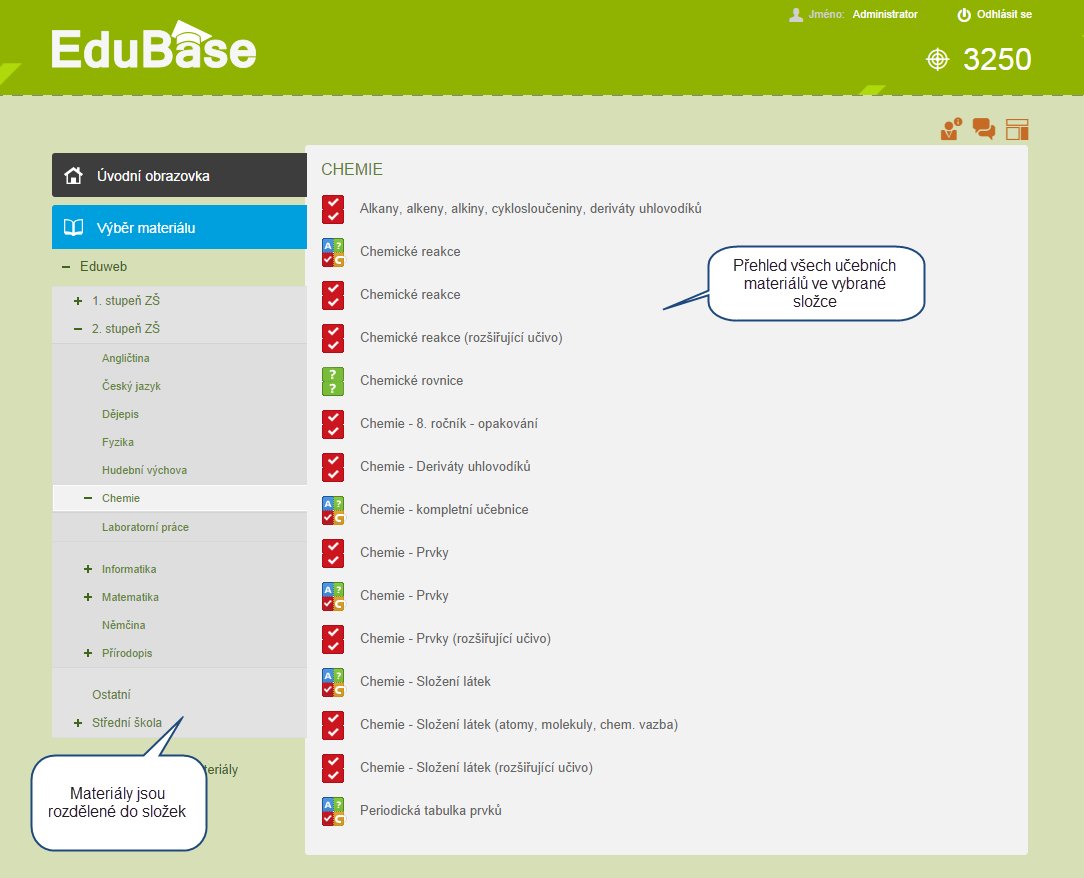 Jméno: Administrator
Odhlásit se
EduBase
3250
Úvodní obrazovka
Výběr materiálu
Eduweb
1. stupeň ZŠ
2. stupeň ZŠ
Angličtina
Český jazyk
Dějepis
Fyzika
Hudební výchova
Chemie
Laboratorní práce
Informatika
Matematika
Němčina
Přírodopis
Ostatní
Střední škola
teriály
Materiály jsou
rozdělené do složek
CHEMIE
Alkany, alkeny, alkiny, cyklosloučeniny, deriváty uhlovodíků
Chemické reakce
Chemické reakce
Chemické reakce (rozšiřující učivo)
Chemické rovnice
Chemie - 8. ročník - opakování
Chemie - Deriváty uhlovodíků
Chemie - kompletní učebnice
Chemie - Prvky
Chemie - Prvky
Chemie - Prvky (rozšiřující učivo)
Chemie - Složení látek
Chemie - Složení látek (atomy, molekuly, chem. vazba)
Chemie - Složení látek (rozšiřující učivo)
Periodická tabulka prvků
Přehled všech učebních
materiálů ve vybrané
složce